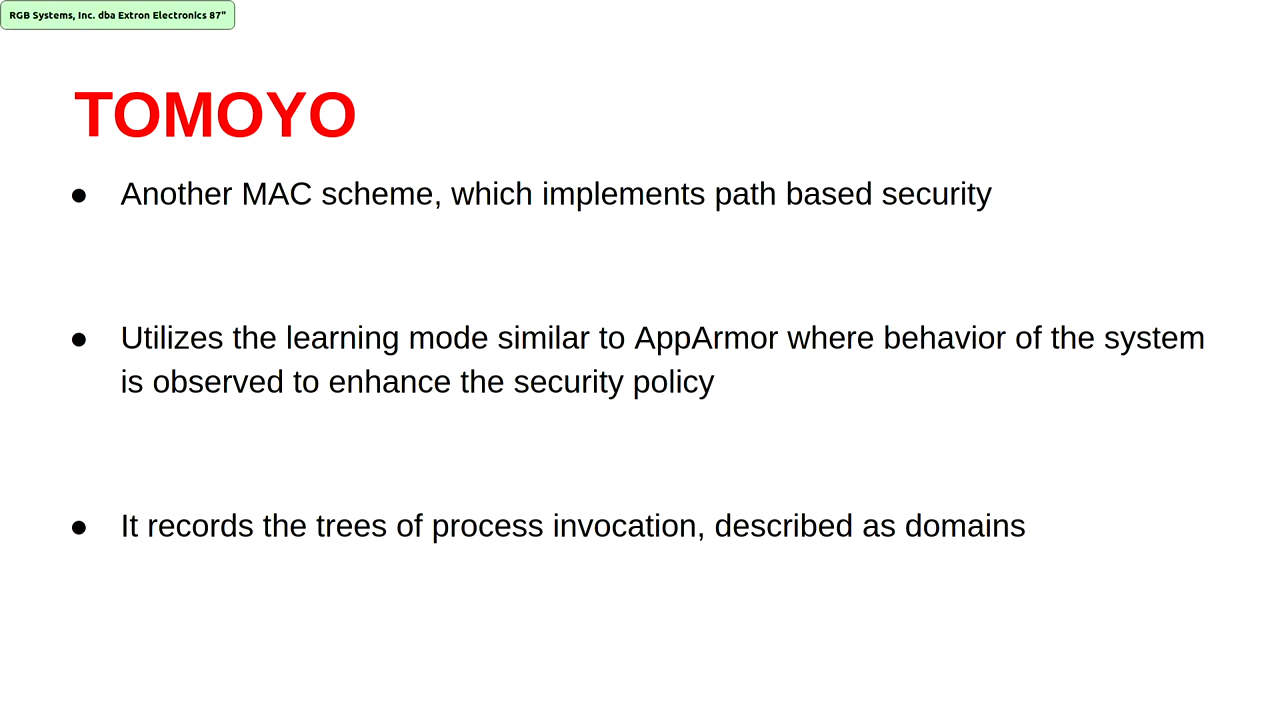 RGB Systems, Inc. dba Extron Electronics 87"
TOMOYO
● Another MAC scheme, which implements path based security
● Utilizes the learning mode similar to AppArmor where behavior of the system
is observed to enhance the security policy
● It records the trees of process invocation, described as domains